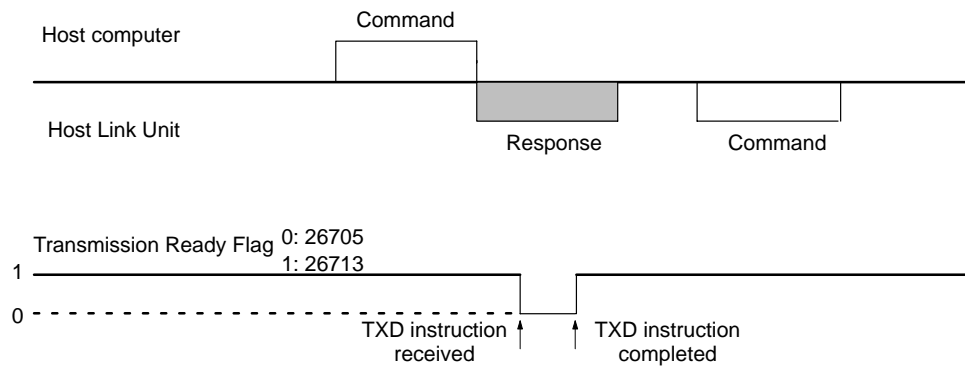 Command
Host computer
Host Link Unit
Response
Command
Transmission Ready Flag 0: 26705
1: 26713
1
0
TXD instruction
received
TXD instruction
completed